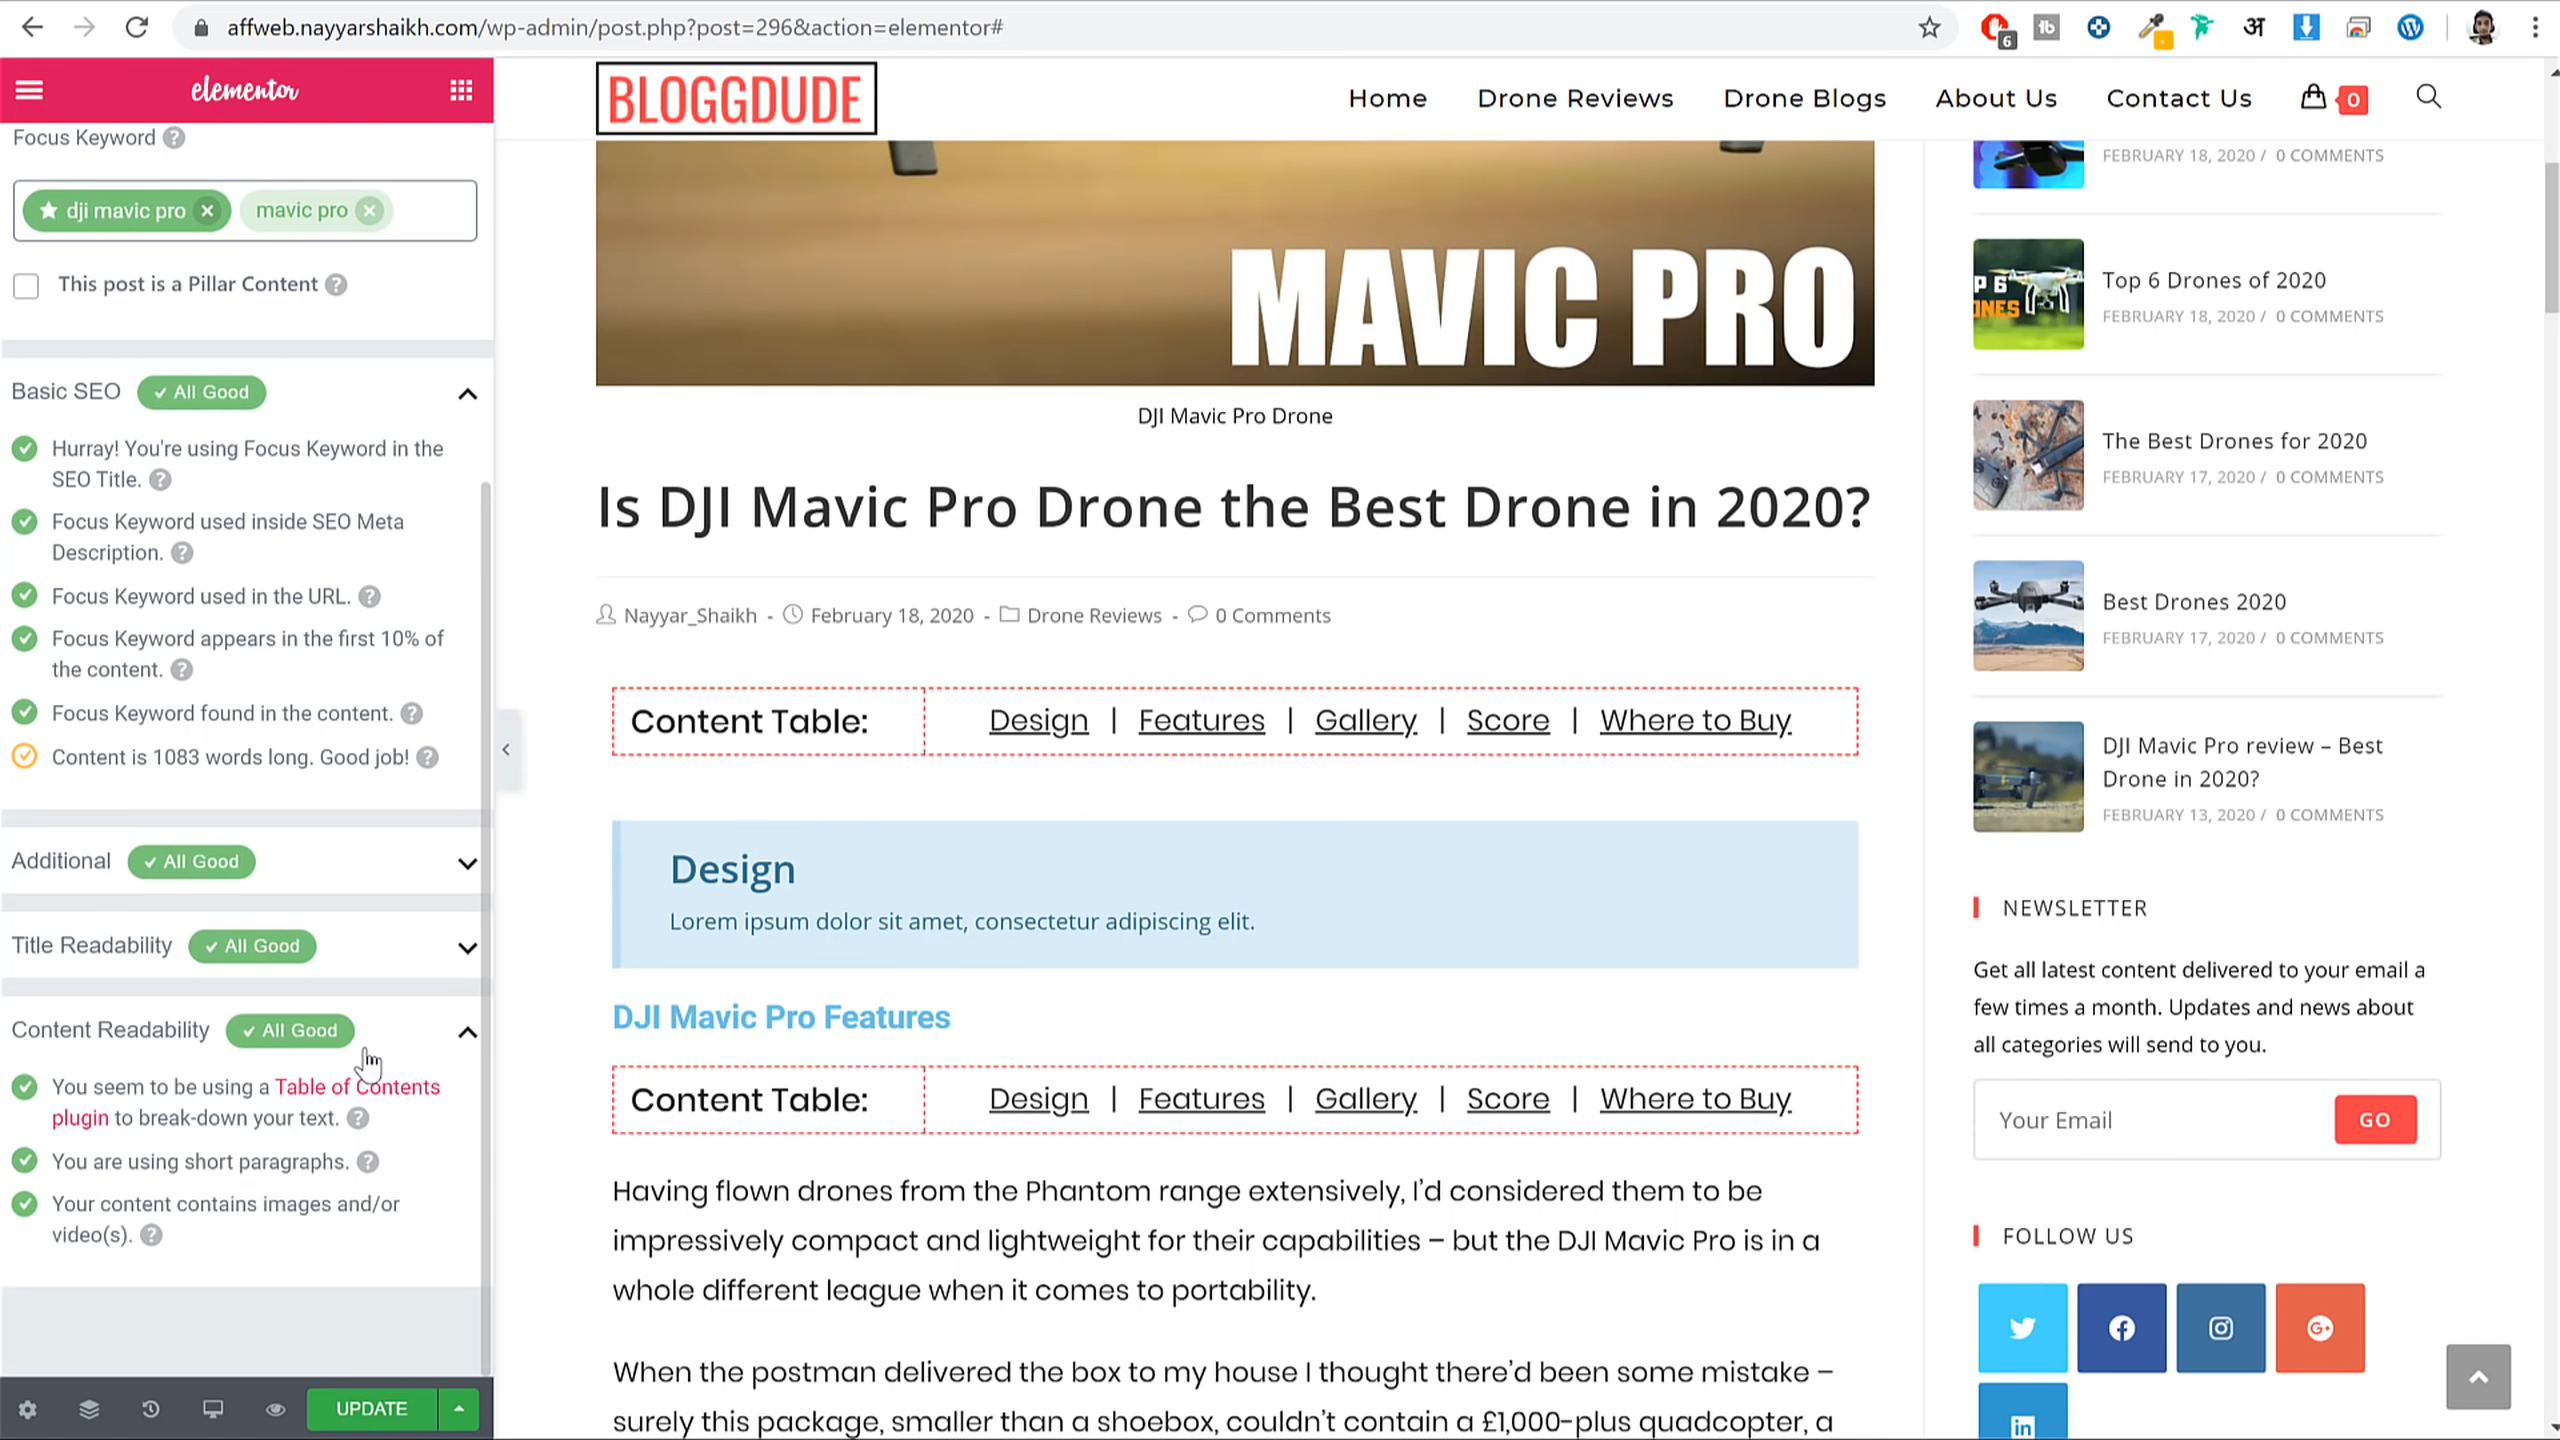 affweb.nayyarshaikh.com/wp-admin/post.php?post=296&action=elementor#
6
tb
अ
elementor
Focus Keyword ?
★ dji mavic pro ×
mavic pro ×
This post is a Pillar Content ?
Basic SEO ✓ All Good
Hurray! You're using Focus Keyword in the
SEO Title. ?
Focus Keyword used inside SEO Meta
Description. ?
Focus Keyword used in the URL. ?
Focus Keyword appears in the first 10% of
the content. ?
Focus Keyword found in the content. ?
Content is 1083 words long. Good job! ?
Additional ✓ All Good
Title Readability ✓ All Good
Content Readability ✓ All Good
You seem to be using a Table of Contents
plugin to break-down your text. ?
You are using short paragraphs. ?
Your content contains images and/or
video(s). ?
UPDATE
BLOGGDUDE
Home
Drone Reviews
Drone Blogs
About Us
Contact Us
0
MAVIC PRO
DJI Mavic Pro Drone
Is DJI Mavic Pro Drone the Best Drone in 2020?
Nayyar_Shaikh - February 18, 2020 - Drone Reviews - 0 Comments
Content Table: Design | Features | Gallery | Score | Where to Buy
Design
Lorem ipsum dolor sit amet, consectetur adipiscing elit.
DJI Mavic Pro Features
Content Table: Design | Features | Gallery | Score | Where to Buy
Having flown drones from the Phantom range extensively, I’d considered them to be
impressively compact and lightweight for their capabilities – but the DJI Mavic Pro is in a
whole different league when it comes to portability.
When the postman delivered the box to my house I thought there’d been some mistake –
surely this package, smaller than a shoebox, couldn’t contain a £1,000-plus quadcopter, a
FEBRUARY 18, 2020 / 0 COMMENTS
P 6
ONES
Top 6 Drones of 2020
FEBRUARY 18, 2020 / 0 COMMENTS
The Best Drones for 2020
FEBRUARY 17, 2020 / 0 COMMENTS
Best Drones 2020
FEBRUARY 17, 2020 / 0 COMMENTS
DJI Mavic Pro review – Best
Drone in 2020?
FEBRUARY 13, 2020 / 0 COMMENTS
NEWSLETTER
Get all latest content delivered to your email a
few times a month. Updates and news about
all categories will send to you.
Your Email
GO
FOLLOW US
G+
in